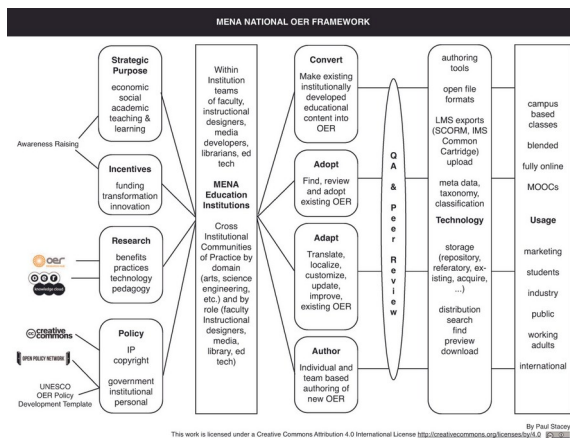 MENA NATIONAL OER FRAMEWORK
Awareness Raising
oer
oer
knowledge cloud
creative
commons
OPEN POLICY NETWORK
UNESCO
OER Policy
Development Template
Strategic
Purpose
economic
social
academic
teaching &
learning
Incentives
funding
transformation
innovation
Research
benefits
practices
technology
pedagogy
Policy
IP
copyright
government
institutional
personal
Within
Institution
teams
of faculty,
instructional
designers,
media
developers,
librarians, ed
tech
MENA
Education
Institutions
Cross
Institutional
Communities
of Practice by
domain
(arts, science
engineering,
etc.) and by
role (faculty
Instructional
designers,
media,
library, ed
tech)
Convert
Make existing
institutionally
developed
educational
content into
OER
Adopt
Find, review
and adopt
existing OER
Adapt
Translate,
localize,
customize,
update,
improve,
existing OER
Author
Individual and
team based
authoring of
new OER
QA & Peer Review
authoring
tools
open file
formats
LMS exports
(SCORM, IMS
Common
Cartridge)
upload
meta data,
taxonomy,
classification
Technology
storage
(repository,
referatory, ex-
isting, acquire,
...)
distribution
search
find
preview
download
campus
based
classes
blended
fully online
MOOCs
Usage
marketing
students
industry
public
working
adults
international
By Paul Stacey
This work is licensed under a Creative Commons Attribution 4.0 International License http://creativecommons.org/licenses/by/4.0